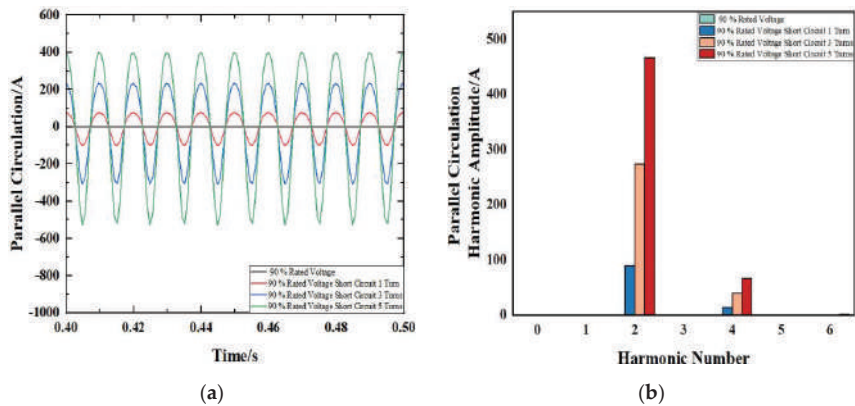 600
400
200
0
-200
-400
-600
-800
-1000
0.40
0.42
0.44
0.46
0.48
0.50
Parallel Circulation/A
Time/s
90 % Rated Voltage
90 % Rated Voltage Short Circuit 1 Turn
90 % Rated Voltage Short Circuit 3 Turns
90 % Rated Voltage Short Circuit 5 Turns
(a)
500
400
300
200
100
0
0
1
2
3
4
5
6
Parallel Circulation
Harmonic Amplitude/A
Harmonic Number
90 % Rated Voltage
90 % Rated Voltage Short Circuit 1 Turn
90 % Rated Voltage Short Circuit 3 Turns
90 % Rated Voltage Short Circuit 5 Turns
(b)